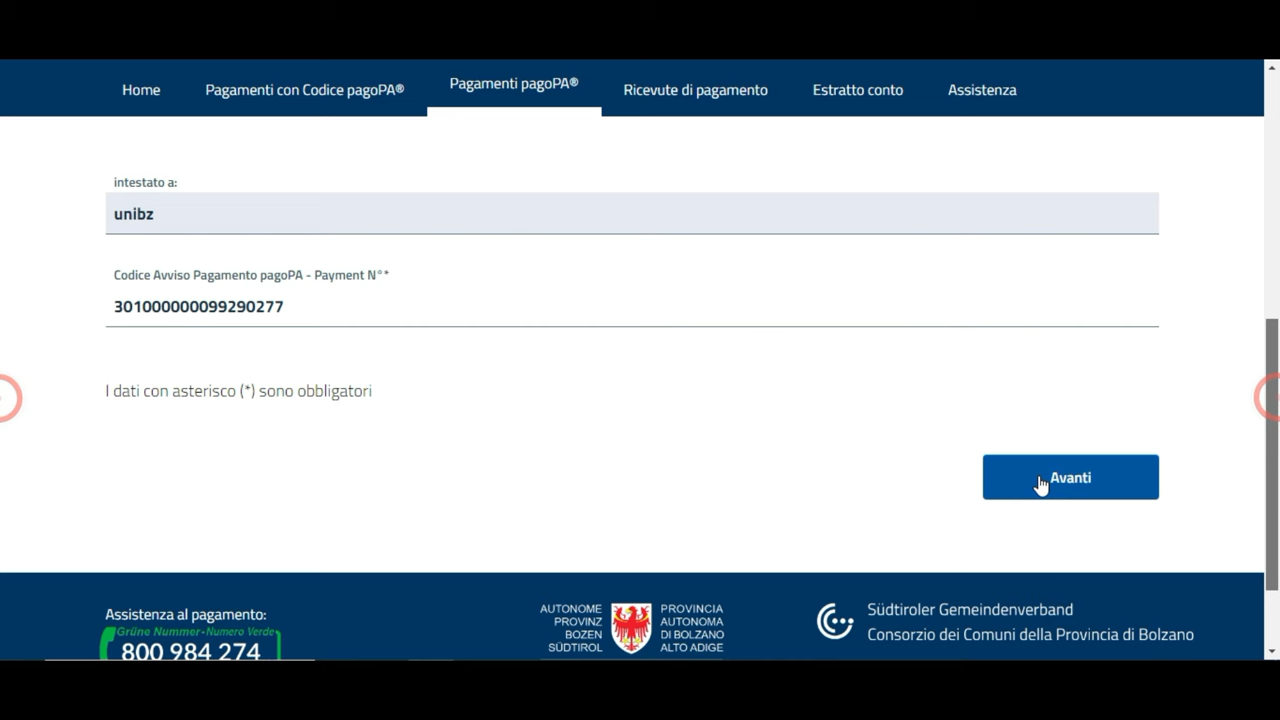 Home Pagamenti con Codice pagoPA® Pagamenti pagoPA® Ricevute di pagamento Estratto conto Assistenza
intestato a:
unibz
Codice Avviso Pagamento pagoPA - Payment N°*
301000000099290277
I dati con asterisco (*) sono obbligatori
Avanti
Assistenza al pagamento:
Grüne Nummer-Numero Verde
800 984 274
AUTONOME PROVINCIA
PROVINZ AUTONOMA
BOZEN DI BOLZANO
SÜDTIROL ALTO ADIGE
Südtiroler Gemeindenverband
Consorzio dei Comuni della Provincia di Bolzano